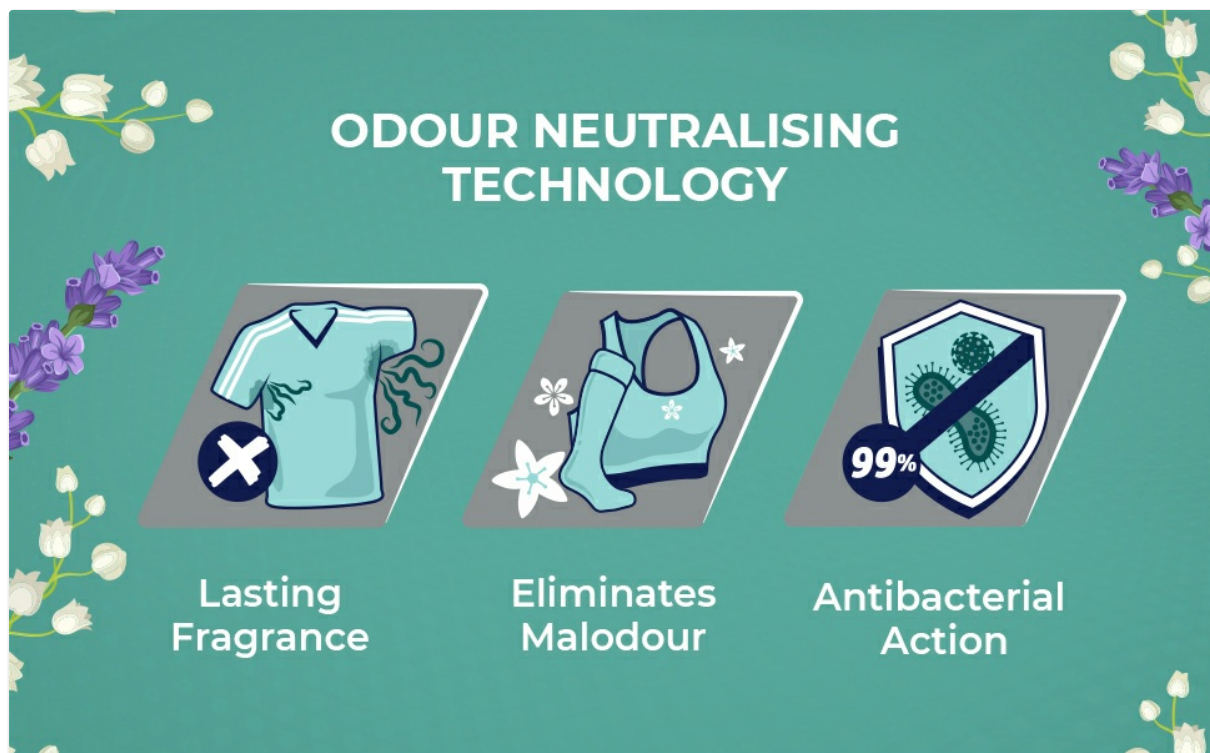 ODOUR NEUTRALISING
TECHNOLOGY
99%
Lasting
Fragrance
Eliminates
Malodour
Antibacterial
Action